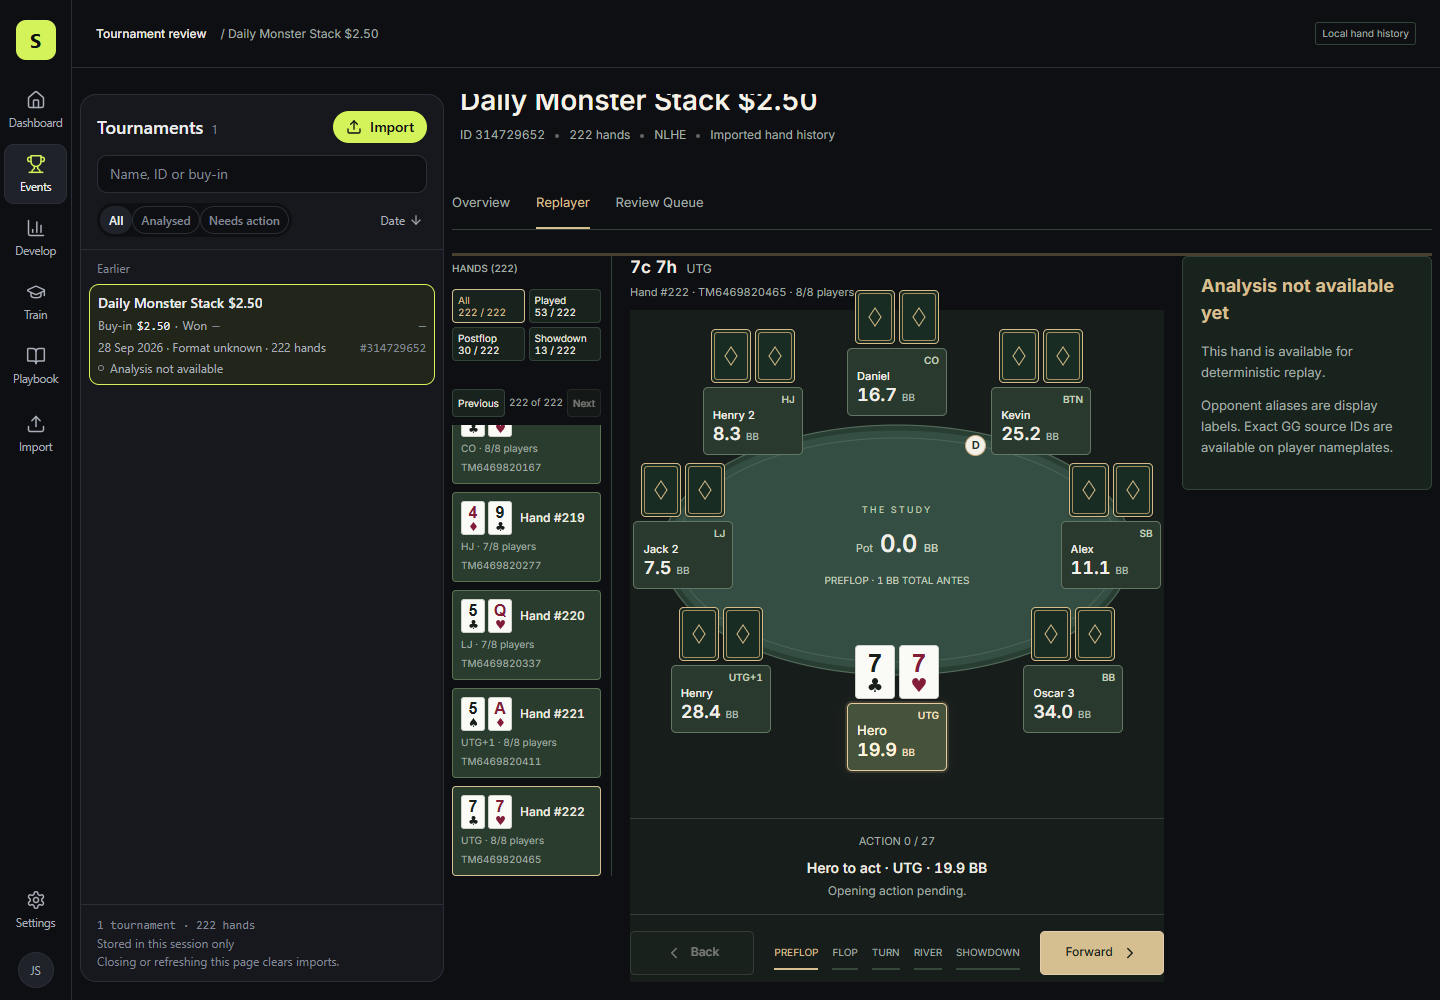 S
Dashboard
Events
Develop
Train
Playbook
Import
Settings
JS
Tournament review / Daily Monster Stack $2.50
Local hand history
Tournaments 1
Import
Name, ID or buy-in
All Analysed Needs action
Date
Earlier
Daily Monster Stack $2.50
Buy-in $2.50 · Won — —
28 Sep 2026 · Format unknown · 222 hands #314729652
Analysis not available
1 tournament · 222 hands
Stored in this session only
Closing or refreshing this page clears imports.
Daily Monster Stack $2.50
ID 314729652 • 222 hands • NLHE • Imported hand history
Overview Replayer Review Queue
HANDS (222)
All
222 / 222
Played
53 / 222
Postflop
30 / 222
Showdown
13 / 222
Previous 222 of 222 Next
CO · 8/8 players
TM6469820167
4 9 Hand #219
HJ · 7/8 players
TM6469820277
5 Q Hand #220
LJ · 7/8 players
TM6469820337
5 A Hand #221
UTG+1 · 8/8 players
TM6469820411
7 7 Hand #222
UTG · 8/8 players
TM6469820465
7c 7h UTG
Hand #222 · TM6469820465 · 8/8 players
CO
Daniel
16.7 BB
HJ
Henry 2
8.3 BB
BTN
Kevin
25.2 BB
D
LJ
Jack 2
7.5 BB
SB
Alex
11.1 BB
THE STUDY
Pot 0.0 BB
PREFLOP · 1 BB TOTAL ANTES
UTG+1
Henry
28.4 BB
BB
Oscar 3
34.0 BB
7 7
UTG
Hero
19.9 BB
ACTION 0 / 27
Hero to act · UTG · 19.9 BB
Opening action pending.
Back
PREFLOP FLOP TURN RIVER SHOWDOWN
Forward
Analysis not available
yet
This hand is available for
deterministic replay.
Opponent aliases are display
labels. Exact GG source IDs are
available on player nameplates.